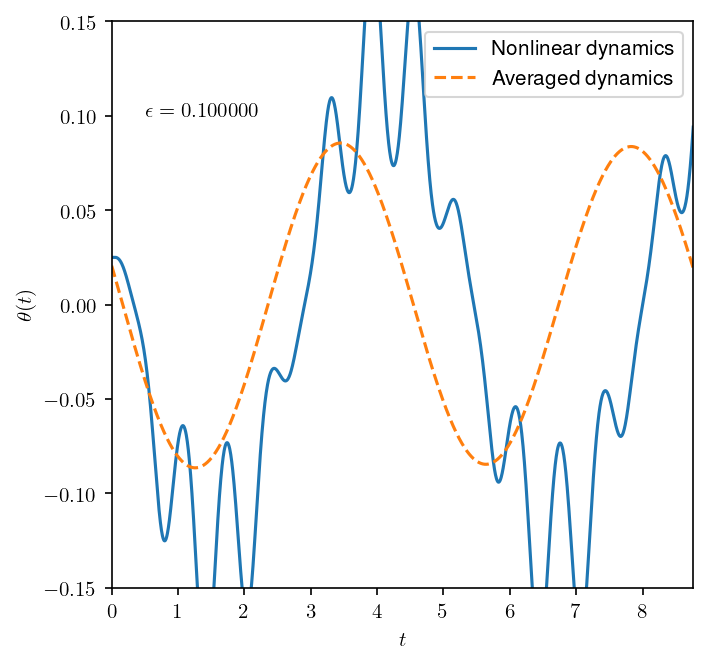 0.15
0.10
0.05
0.00
−0.05
−0.10
−0.15
θ(t)
ϵ = 0.100000
Nonlinear dynamics
Averaged dynamics
0 1 2 3 4 5 6 7 8
t